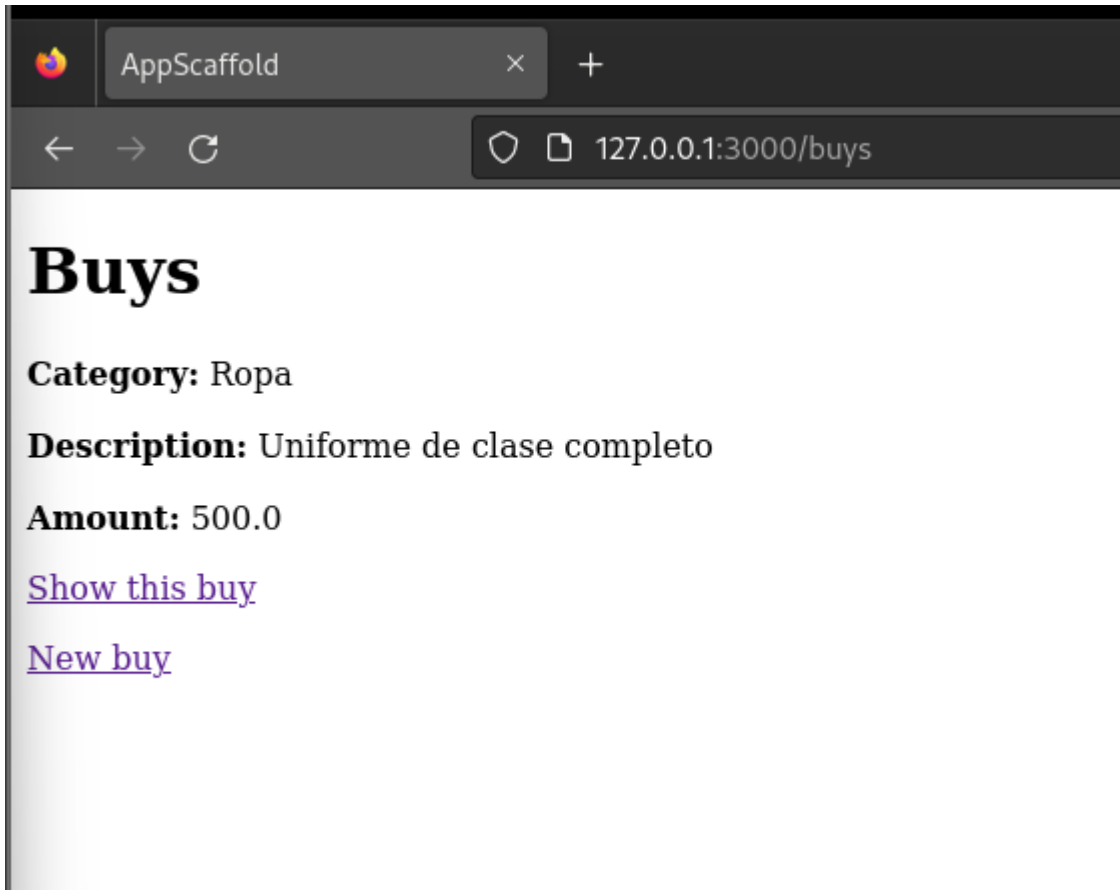 AppScaffold
127.0.0.1:3000/buys
Buys
Category: Ropa
Description: Uniforme de clase completo
Amount: 500.0
Show this buy
New buy